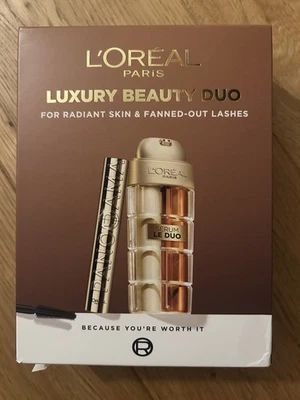 L'ORÉAL
PARIS
LUXURY BEAUTY DUO
FOR RADIANT SKIN & FANNED-OUT LASHES
PANORAMA
L'ORÉAL
PARIS
SERUM
LE DUO
BECAUSE YOU'RE WORTH IT
R